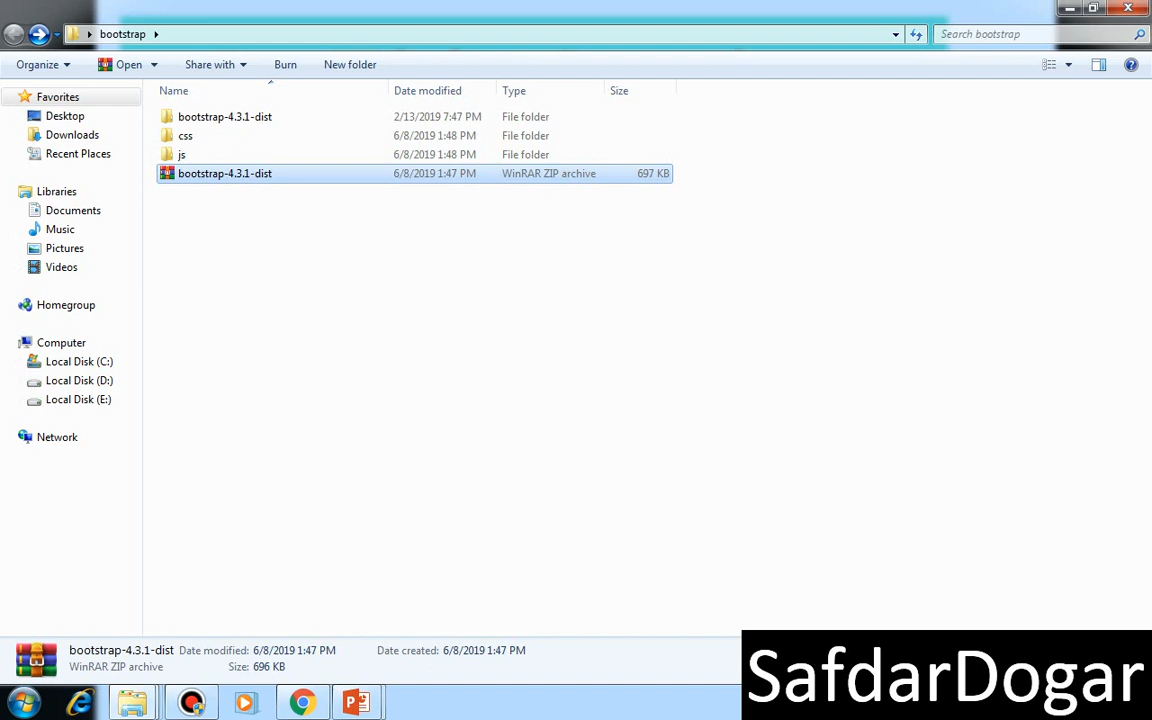 bootstrap
Search bootstrap
Organize Open Share with Burn New folder
Name Date modified Type Size
Favorites
Desktop
Downloads
Recent Places
Libraries
Documents
Music
Pictures
Videos
Homegroup
Computer
Local Disk (C:)
Local Disk (D:)
Local Disk (E:)
Network
bootstrap-4.3.1-dist 2/13/2019 7:47 PM File folder
css 6/8/2019 1:48 PM File folder
js 6/8/2019 1:48 PM File folder
bootstrap-4.3.1-dist 6/8/2019 1:47 PM WinRAR ZIP archive 697 KB
bootstrap-4.3.1-dist Date modified: 6/8/2019 1:47 PM Date created: 6/8/2019 1:47 PM
WinRAR ZIP archive Size: 696 KB
SafdarDogar